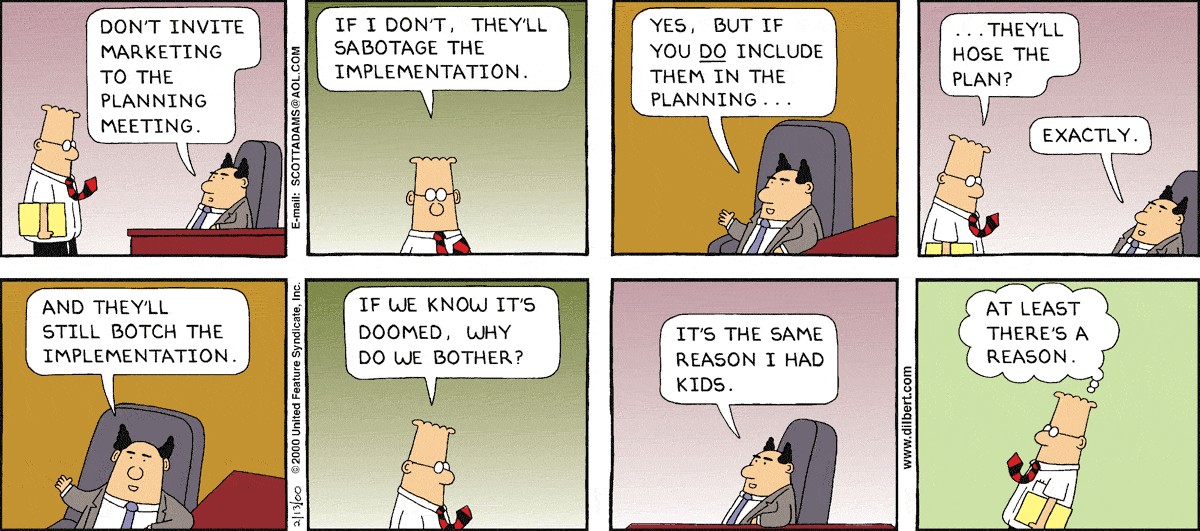 DON'T INVITE
MARKETING
TO THE
PLANNING
MEETING.
E-mail: SCOTTADAMS@AOL.COM
IF I DON'T, THEY'LL
SABOTAGE THE
IMPLEMENTATION.
YES, BUT IF
YOU DO INCLUDE
THEM IN THE
PLANNING...
...THEY'LL
HOSE THE
PLAN?
EXACTLY.
AND THEY'LL
STILL BOTCH THE
IMPLEMENTATION.
2/13/00 © 2000 United Feature Syndicate, Inc.
IF WE KNOW IT'S
DOOMED, WHY
DO WE BOTHER?
IT'S THE SAME
REASON I HAD
KIDS.
www.dilbert.com
AT LEAST
THERE'S A
REASON.